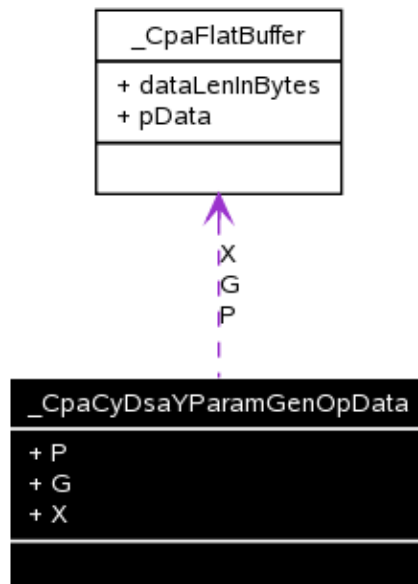 _CpaFlatBuffer
+ dataLenInBytes
+ pData
X
G
P
_CpaCyDsaYParamGenOpData
+ P
+ G
+ X